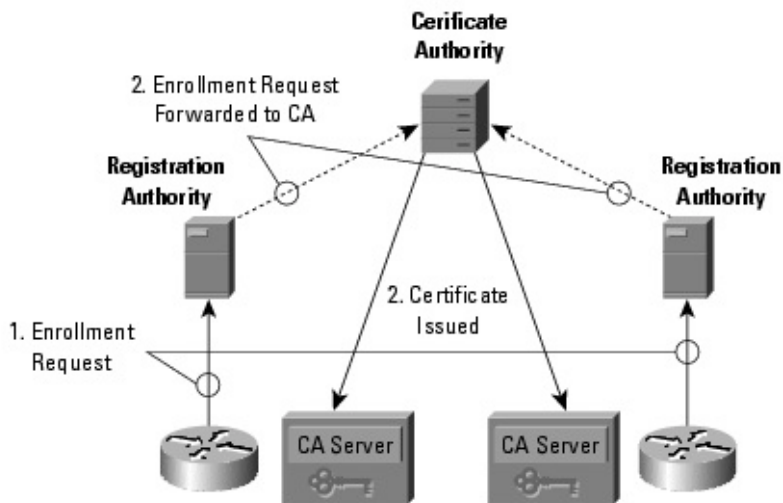 Cerificate
Authority
2. Enrollment Request
Forwarded to CA
Registration
Authority
Registration
Authority
2. Certificate
Issued
1. Enrollment
Request
CA Server
CA Server